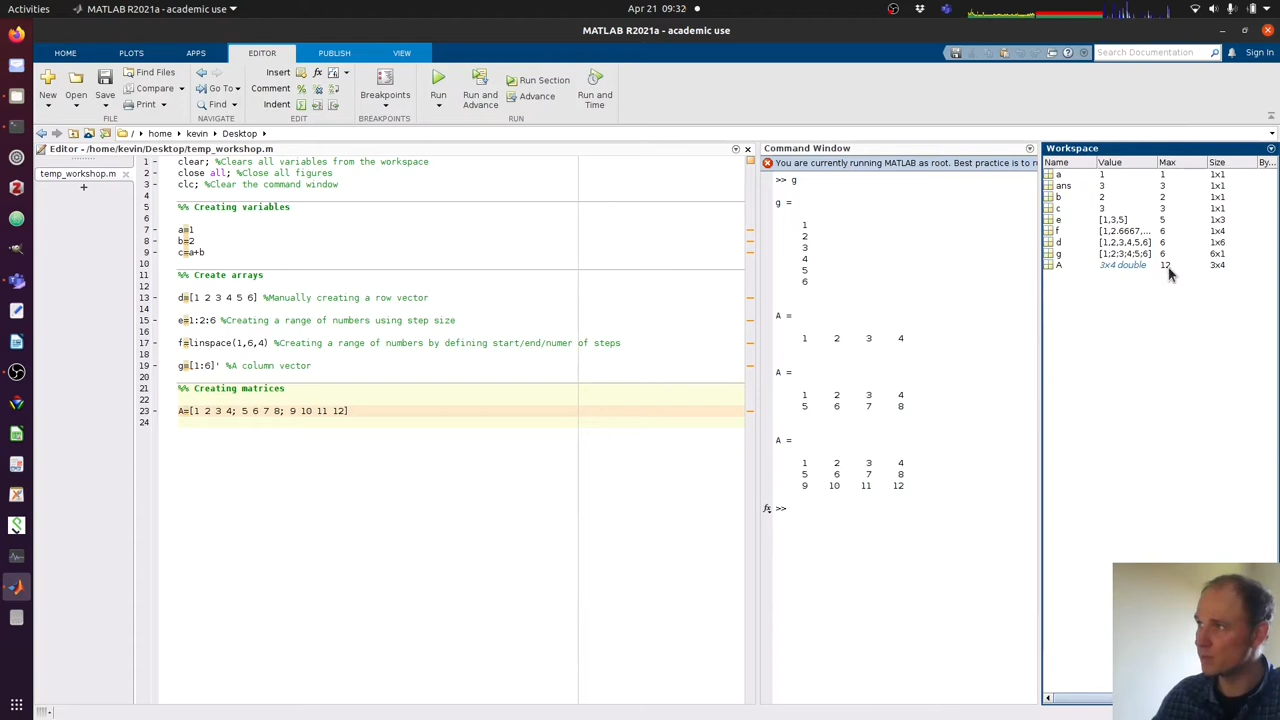 Activities
MATLAB R2021a - academic use
Apr 21 09:32
MATLAB R2021a - academic use
HOME
PLOTS
APPS
EDITOR
PUBLISH
VIEW
Search Documentation
Sign In
New
Open
Save
Find Files
Compare
Print
Go To
Find
Insert
Comment
Indent
Breakpoints
Run
Run and Advance
Run Section
Advance
Run and Time
FILE
NAVIGATE
EDIT
BREAKPOINTS
RUN
/ home kevin Desktop
Editor - /home/kevin/Desktop/temp_workshop.m
temp_workshop.m
+
1 clear; %Clears all variables from the workspace
2 close all; %Close all figures
3 clc; %Clear the command window
4
5 %% Creating variables
6
7 a=1
8 b=2
9 c=a+b
10
11 %% Create arrays
12
13 d=[1 2 3 4 5 6] %Manually creating a row vector
14
15 e=1:2:6 %Creating a range of numbers using step size
16
17 f=linspace(1,6,4) %Creating a range of numbers by defining start/end/numer of steps
18
19 g=[1:6]' %A column vector
20
21 %% Creating matrices
22
23 A=[1 2 3 4; 5 6 7 8; 9 10 11 12]
24
Command Window
You are currently running MATLAB as root. Best practice is to r
>> g
g =
1
2
3
4
5
6
A =
1 2 3 4
A =
1 2 3 4
5 6 7 8
A =
1 2 3 4
5 6 7 8
9 10 11 12
fx >>
Workspace
Name Value Max Size By...
a 1 1 1x1
ans 3 3 1x1
b 2 2 1x1
c 3 3 1x1
e [1,3,5] 5 1x3
f [1,2.6667,... 6 1x4
d [1,2,3,4,5,6] 6 1x6
g [1;2;3;4;5;6] 6 6x1
A 3x4 double 12 3x4